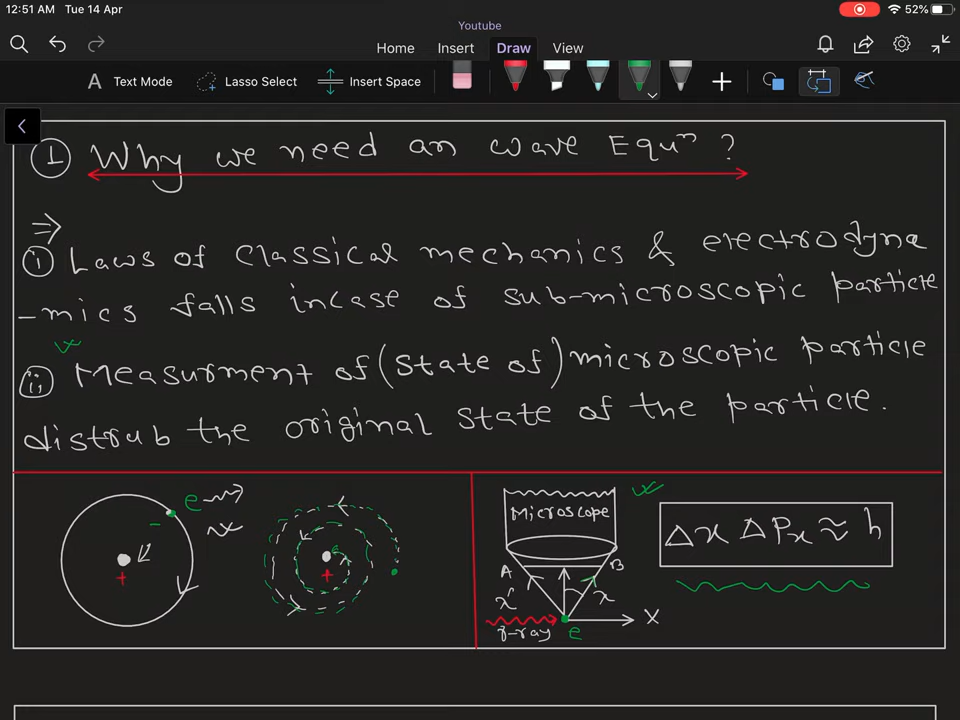 12:51 AM Tue 14 Apr
52%
Youtube
Home Insert Draw View
Text Mode Lasso Select Insert Space
① Why we need an wave Equⁿ ?
⇒
ⓘ Laws of classical mechanics & electrodyna
-mics falls incase of sub-microscopic particle
ⓘⓘ Measurment of (state of) microscopic particle
distrub the original state of the particle.
e
-
+
+
Microscope
Δx ΔPx ≈ h
A B
x' x
γ-ray e X